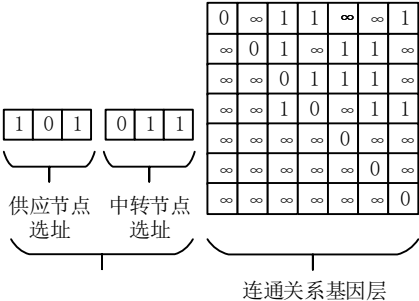 0 ∞ 1 1 ∞ ∞ 1
∞ 0 1 ∞ 1 1 ∞
∞ ∞ 0 1 1 1 ∞
∞ ∞ 1 0 ∞ 1 1
∞ ∞ ∞ ∞ 0 ∞ ∞
∞ ∞ ∞ ∞ ∞ 0 ∞
∞ ∞ ∞ ∞ ∞ ∞ 0
1 0 1
0 1 1
供应节点
选址
中转节点
选址
连通关系基因层